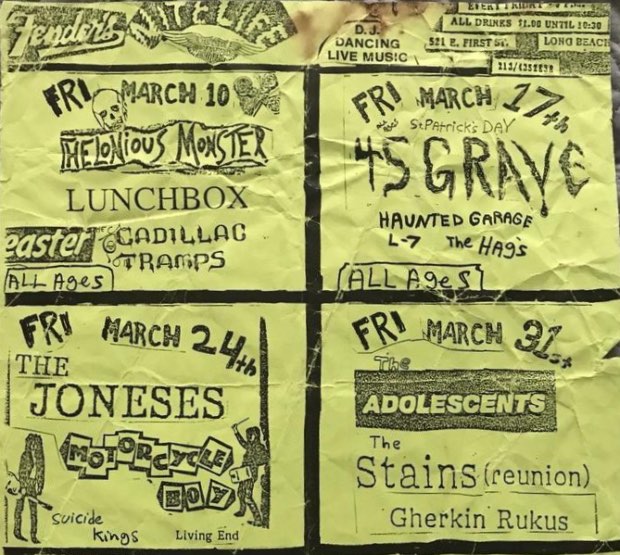 Fender's
NITE LIFE
D.J.
DANCING
LIVE MUSIC
ALL DRINKS $1.00 UNTIL 10:30
521 E. FIRST ST.
LONG BEACH
FRI MARCH 10
THELONIOUS MONSTER
LUNCHBOX
easter
CADILLAC
TRAMPS
ALL Ages
FRI MARCH 17th
St PAtrick's DAY
45 GRAVE
HAUNTED GARAGE
L-7 The HAgs
ALL AgeS
FRI MARCH 24th
THE
JONESES
MOTORCYCLE
BOY
Suicide
Kings
Living End
FRI MARCH 31st
The
ADOLESCENTS
The
Stains (reunion)
Gherkin Rukus